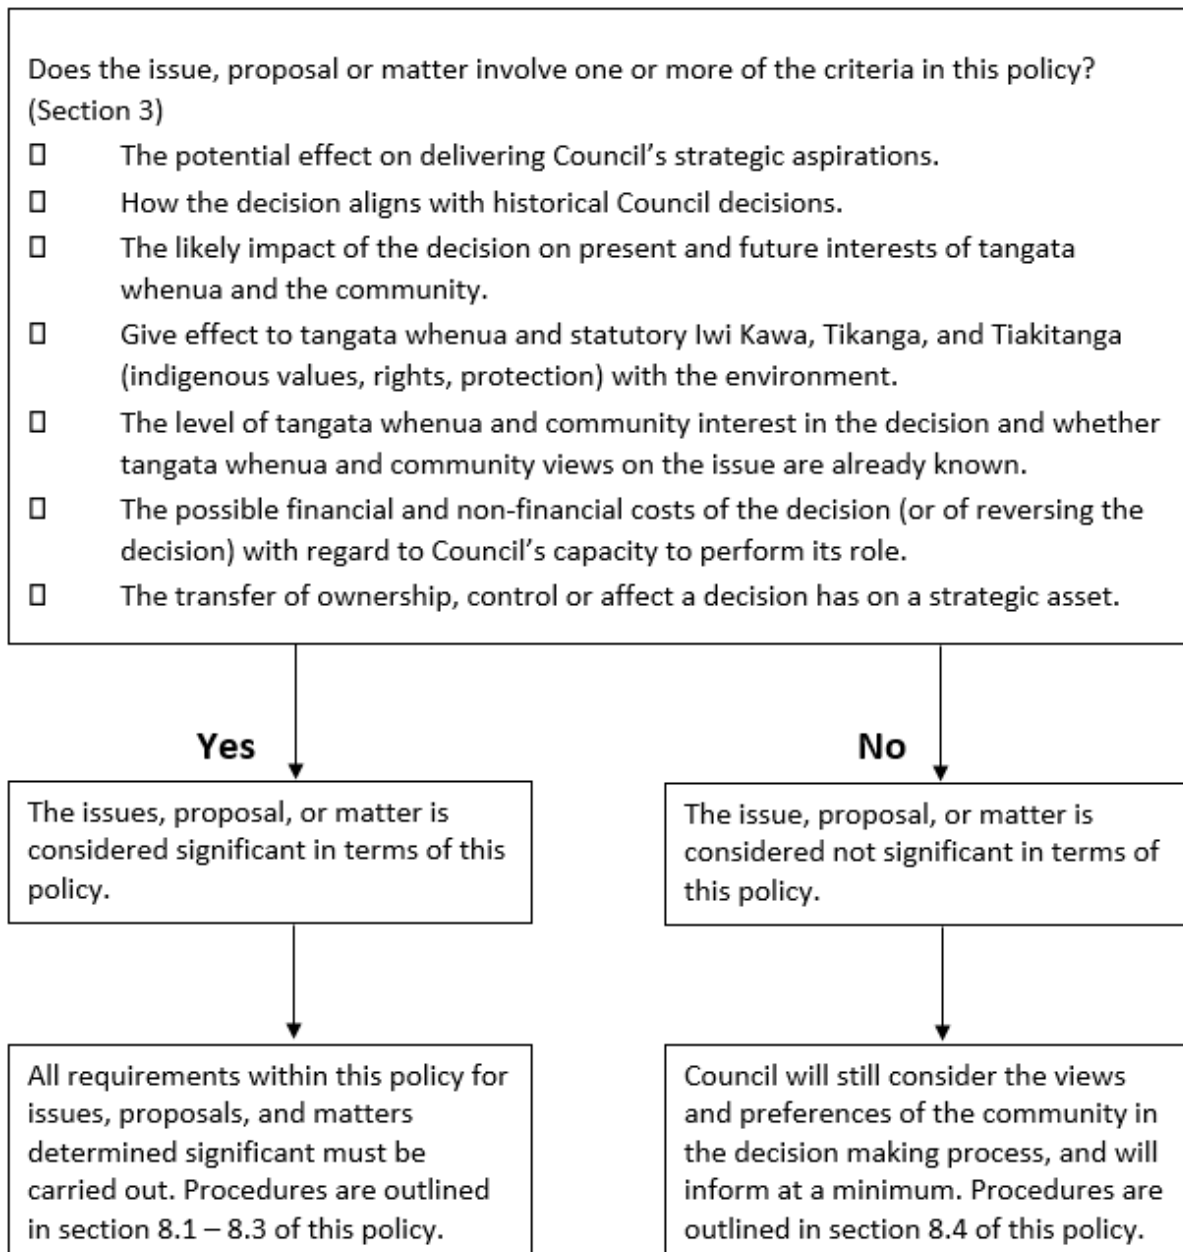 Does the issue, proposal or matter involve one or more of the criteria in this policy?
(Section 3)
▯ The potential effect on delivering Council’s strategic aspirations.
▯ How the decision aligns with historical Council decisions.
▯ The likely impact of the decision on present and future interests of tangata
whenua and the community.
▯ Give effect to tangata whenua and statutory Iwi Kawa, Tikanga, and Tiakitanga
(indigenous values, rights, protection) with the environment.
▯ The level of tangata whenua and community interest in the decision and whether
tangata whenua and community views on the issue are already known.
▯ The possible financial and non-financial costs of the decision (or of reversing the
decision) with regard to Council’s capacity to perform its role.
▯ The transfer of ownership, control or affect a decision has on a strategic asset.
Yes
The issues, proposal, or matter is
considered significant in terms of this
policy.
All requirements within this policy for
issues, proposals, and matters
determined significant must be
carried out. Procedures are outlined
in section 8.1 – 8.3 of this policy.
No
The issue, proposal, or matter is
considered not significant in terms of
this policy.
Council will still consider the views
and preferences of the community in
the decision making process, and will
inform at a minimum. Procedures are
outlined in section 8.4 of this policy.